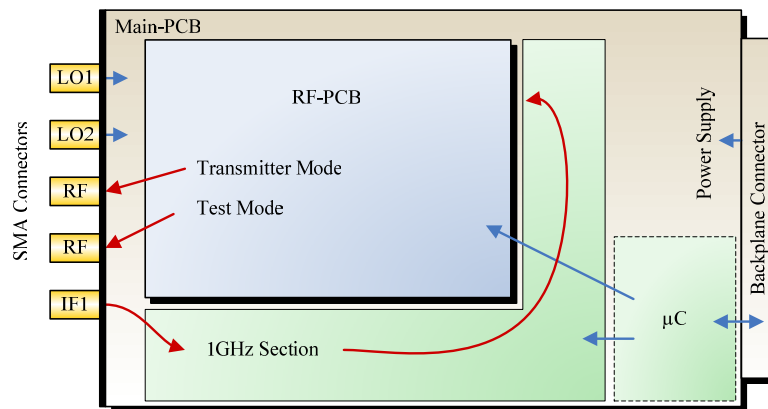 Main-PCB
SMA Connectors
LO1
LO2
RF
RF
IF1
RF-PCB
Transmitter Mode
Test Mode
1GHz Section
µC
Power Supply
Backplane Connector